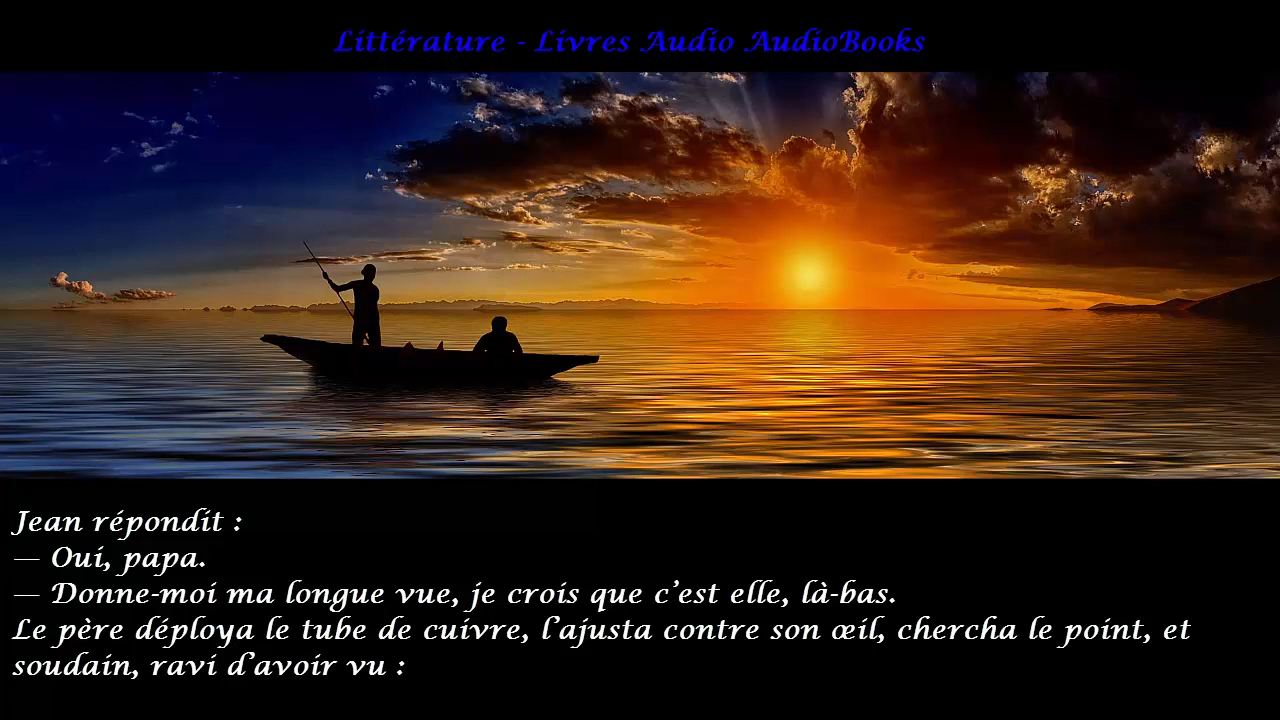 Littérature - Livres Audio AudioBooks
Jean répondit :
— Oui, papa.
— Donne-moi ma longue vue, je crois que c’est elle, là-bas.
Le père déploya le tube de cuivre, l’ajusta contre son œil, chercha le point, et
soudain, ravi d’avoir vu :